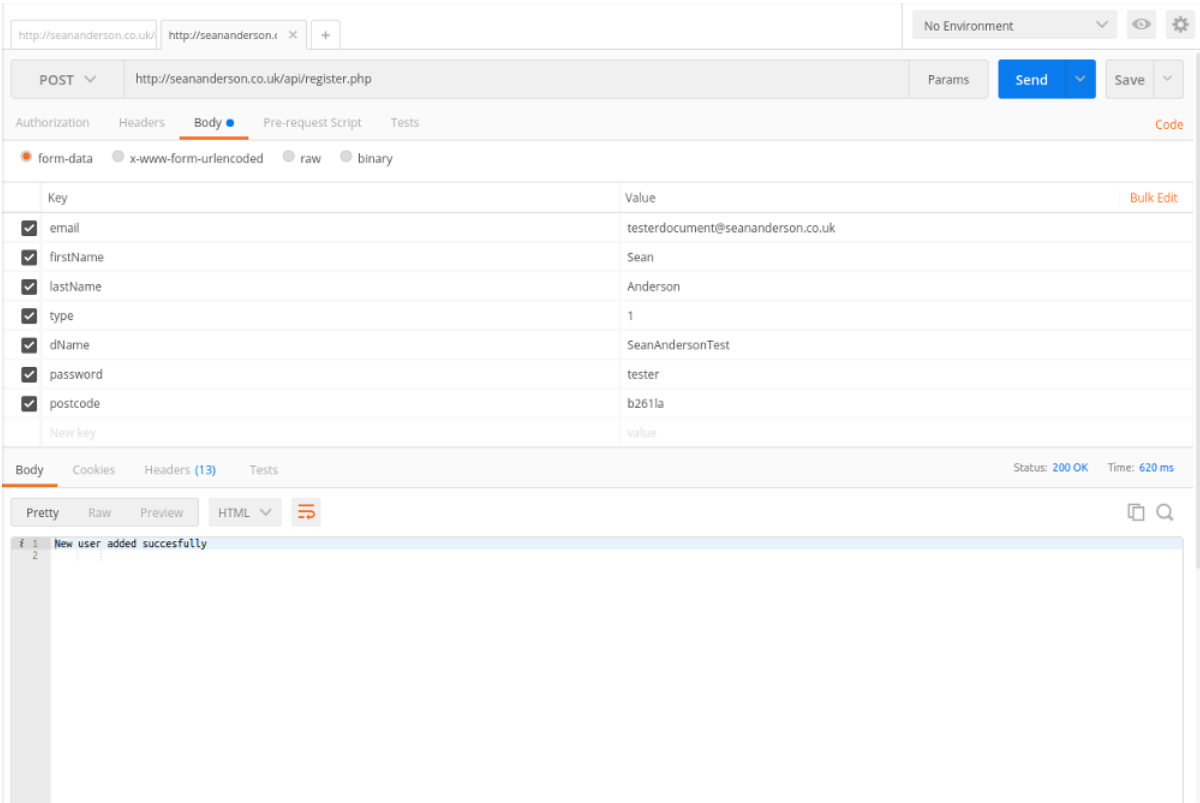 http://seananderson.co.uk/ http://seananderson.c × + No Environment
POST http://seananderson.co.uk/api/register.php Params Send Save
Authorization Headers Body Pre-request Script Tests Code
form-data x-www-form-urlencoded raw binary
Key Value Bulk Edit
email testerdocument@seananderson.co.uk
firstName Sean
lastName Anderson
type 1
dName SeanAndersonTest
password tester
postcode b261la
New key value
Body Cookies Headers (13) Tests Status: 200 OK Time: 620 ms
Pretty Raw Preview HTML
i 1 New user added succesfully
2